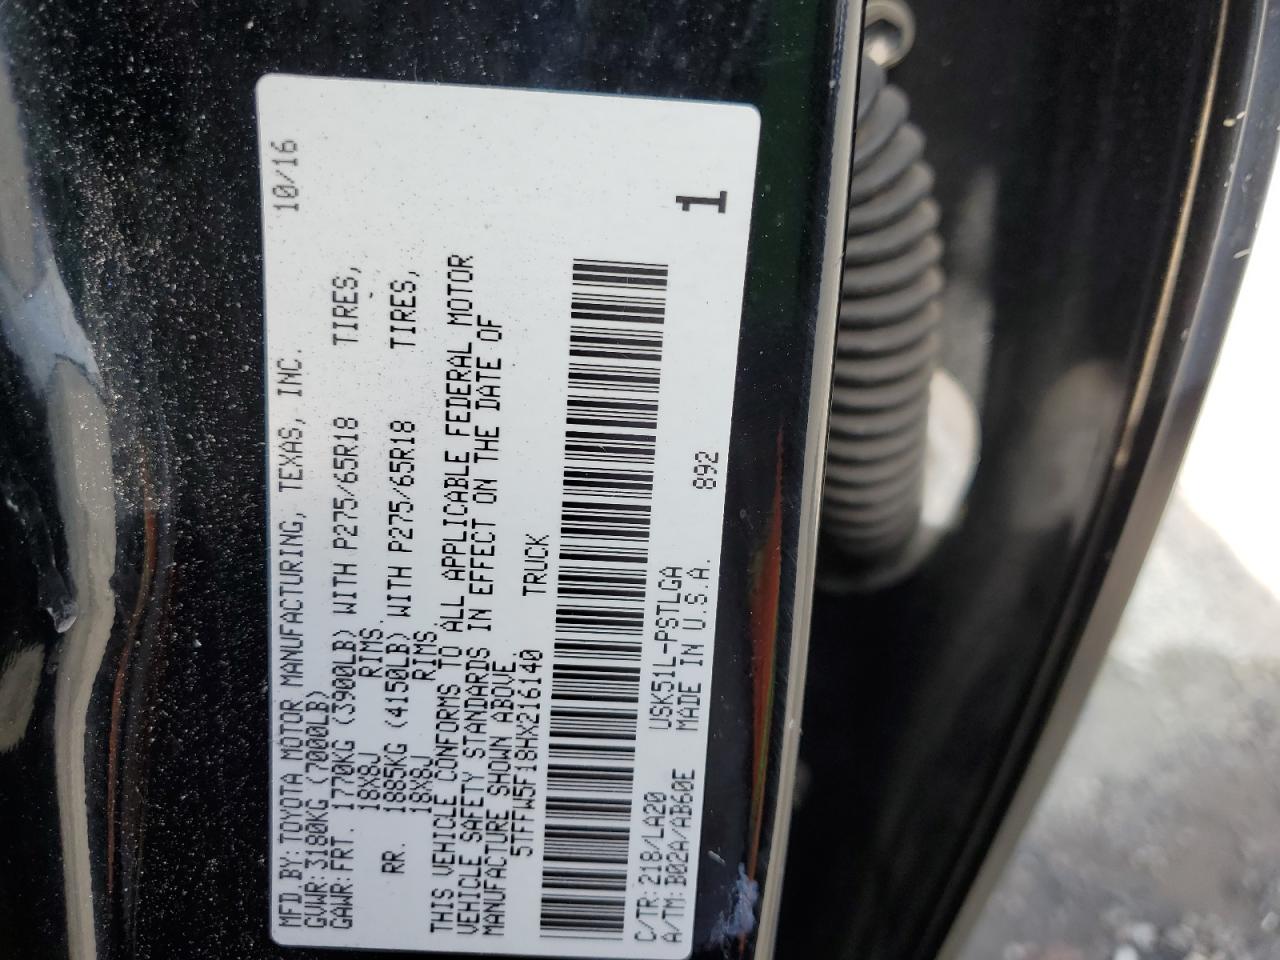 MFD BY: TOYOTA MOTOR MANUFACTURING, TEXAS, INC. 10/16
GVWR: 3180KG (7000LB)
GAWR: FRT. 1770KG (3900LB) WITH P275/65R18 TIRES,
18X8J RIMS.
RR. 1885KG (4150LB) WITH P275/65R18 TIRES,
18X8J RIMS
THIS VEHICLE CONFORMS TO ALL APPLICABLE FEDERAL MOTOR
VEHICLE SAFETY STANDARDS IN EFFECT ON THE DATE OF
MANUFACTURE SHOWN ABOVE.
5TFFW5F18HX216140 TRUCK
C/TR: 218/LA20 USK51L-PSTLGA
A/TM: B02A/AB60E MADE IN U.S.A. 892
1